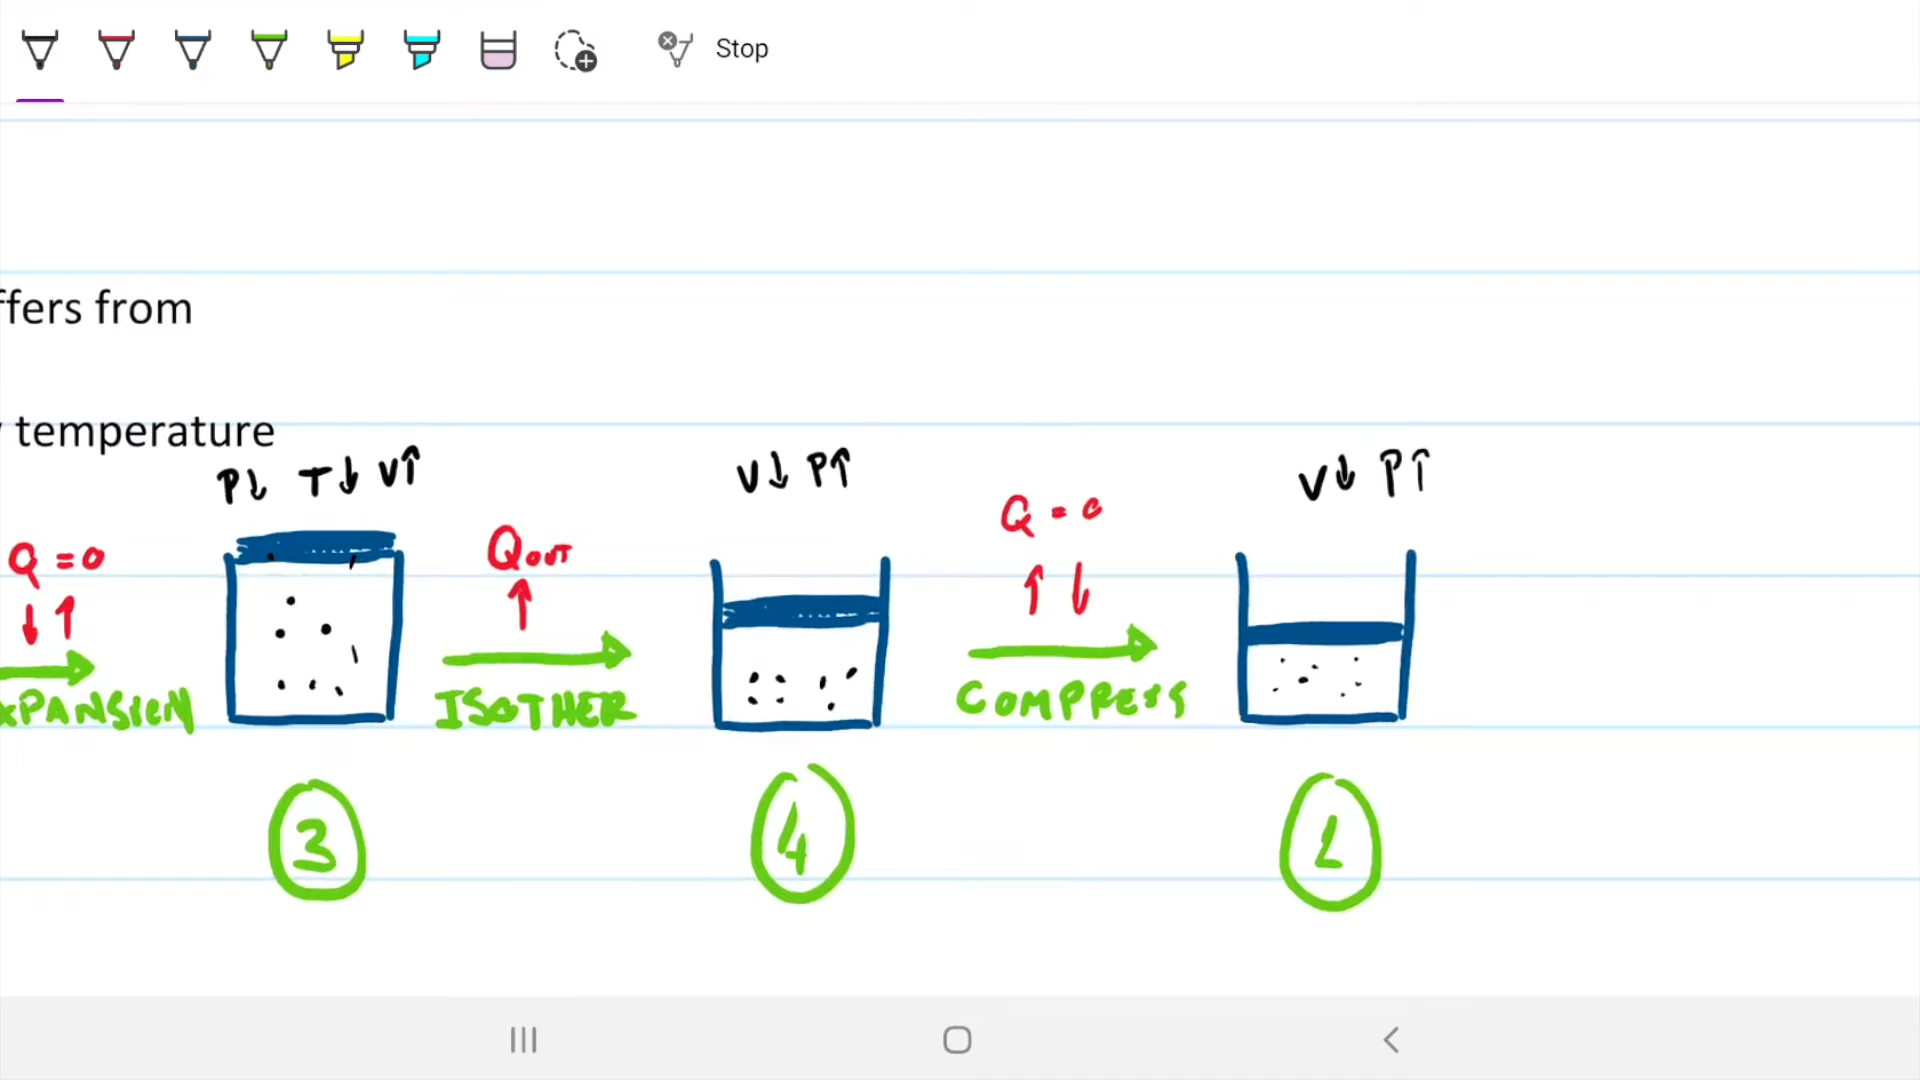 Stop
ffers from
temperature
P↓ T↓ V↑
V↓ P↑
V↓ P↑
Q = 0
↓↑
XPANSION
QOUT
↑
ISOTHER
Q = 0
↑↓
COMPRESS
3
4
1